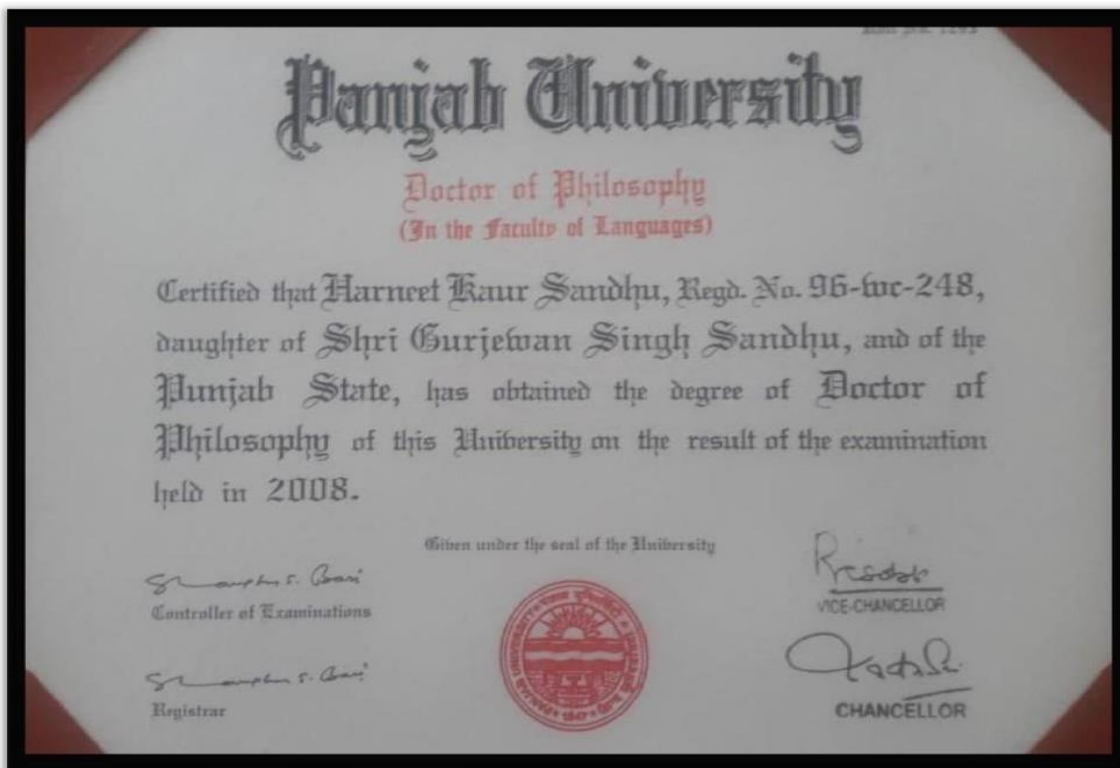 Panjab University
Doctor of Philosophy
(In the Faculty of Languages)
Certified that Harneet Kaur Sandhu, Regd. No. 96-wc-248,
daughter of Shri Gurjewan Singh Sandhu, and of the
Punjab State, has obtained the degree of Doctor of
Philosophy of this University on the result of the examination
held in 2008.
Given under the seal of the University
Controller of Examinations
VICE-CHANCELLOR
PANJAB UNIVERSITY
Registrar
CHANCELLOR